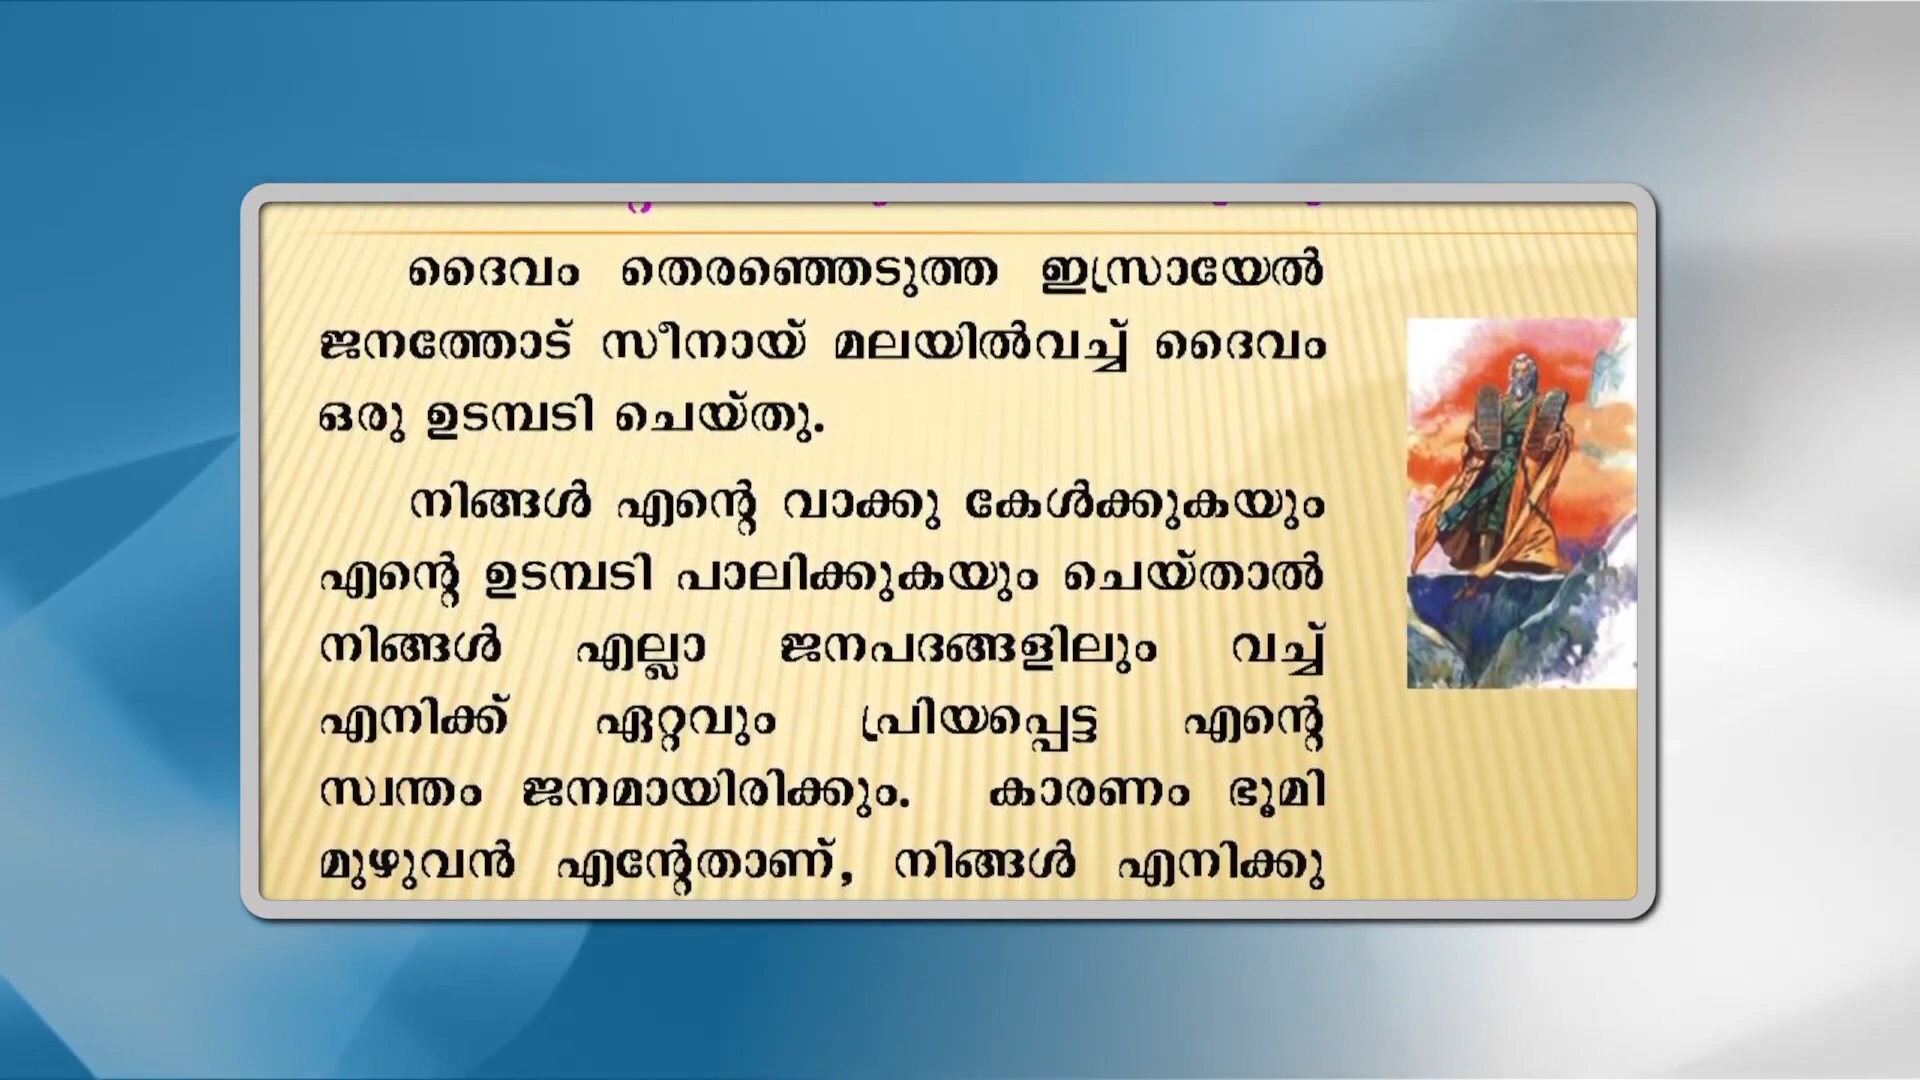 ദൈവം തെരഞ്ഞെടുത്ത ഇസ്രായേൽ
ജനത്തോട് സീനായ് മലയിൽവച്ച് ദൈവം
ഒരു ഉടമ്പടി ചെയ്തു.
നിങ്ങൾ എന്റെ വാക്കു കേൾക്കുകയും
എന്റെ ഉടമ്പടി പാലിക്കുകയും ചെയ്താൽ
നിങ്ങൾ എല്ലാ ജനപദങ്ങളിലും വച്ച്
എനിക്ക് ഏറ്റവും പ്രിയപ്പെട്ട എന്റെ
സ്വന്തം ജനമായിരിക്കും. കാരണം ഭൂമി
മുഴുവൻ എന്റേതാണ്, നിങ്ങൾ എനിക്കു